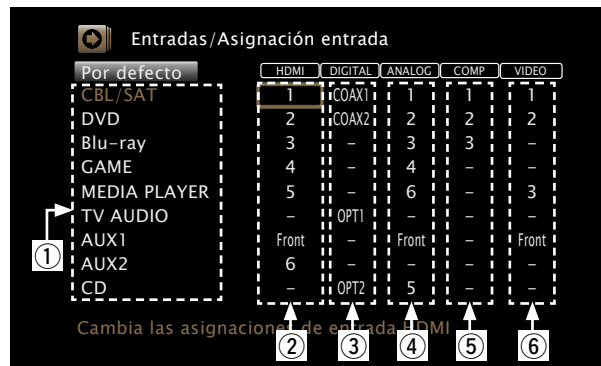 Entradas/Asignación entrada
Por defecto HDMI DIGITAL ANALOG COMP VIDEO
CBL/SAT 1 COAX1 1 1 1
DVD 2 COAX2 2 2 2
Blu-ray 3 – 3 3 –
GAME 4 – 4 – –
MEDIA PLAYER 5 – 6 – 3
TV AUDIO – OPT1 – – –
AUX1 Front – Front – Front
AUX2 6 – – – –
CD – OPT2 5 – –
Cambia las asignaciones de entrada HDMI
① ② ③ ④ ⑤ ⑥